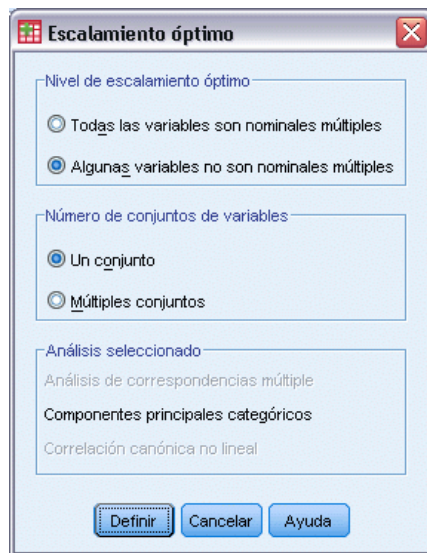 Escalamiento óptimo
Nivel de escalamiento óptimo
Todas las variables son nominales múltiples
Algunas variables no son nominales múltiples
Número de conjuntos de variables
Un conjunto
Múltiples conjuntos
Análisis seleccionado
Análisis de correspondencias múltiple
Componentes principales categóricos
Correlación canónica no lineal
Definir Cancelar Ayuda